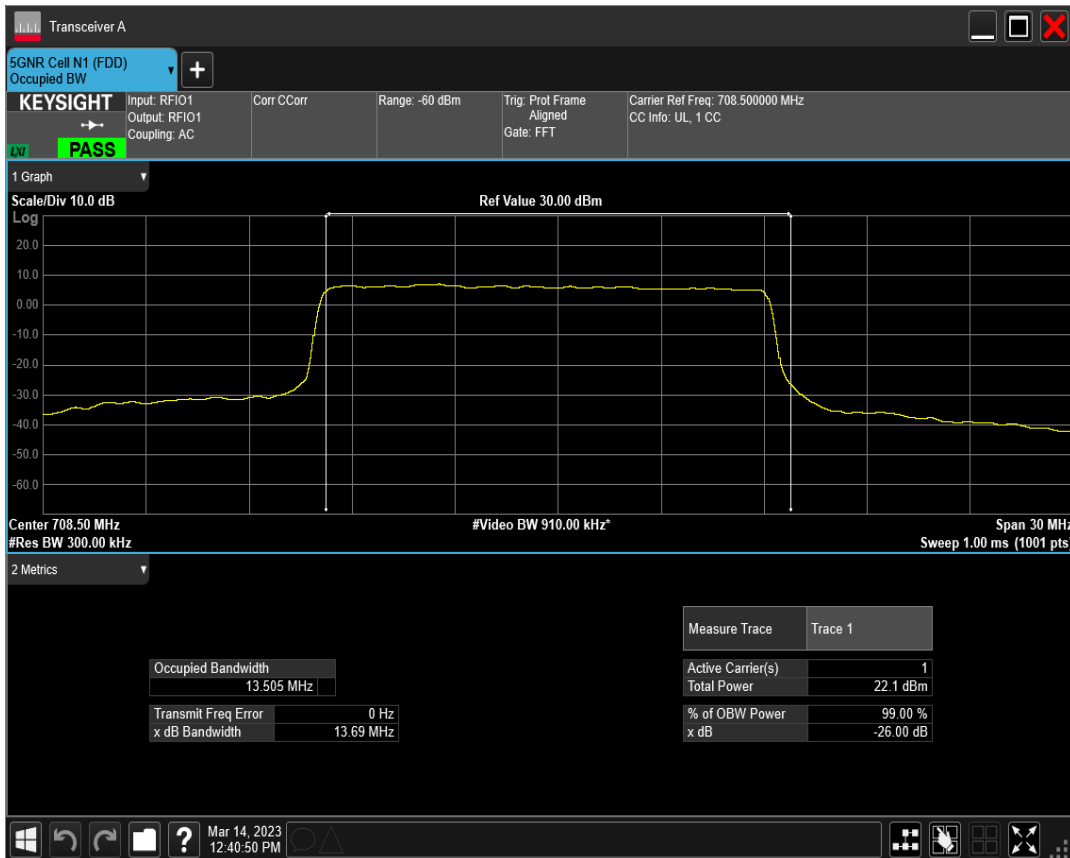 Transceiver A
5GNR Cell N1 (FDD)
Occupied BW
KEYSIGHT
LXI
PASS
Input: RFIO1
Output: RFIO1
Coupling: AC
Corr CCorr
Range: -60 dBm
Trig: Prot Frame
Aligned
Gate: FFT
Carrier Ref Freq: 708.500000 MHz
CC Info: UL, 1 CC
1 Graph
Scale/Div 10.0 dB Ref Value 30.00 dBm
Log
20.0
10.0
0.00
-10.0
-20.0
-30.0
-40.0
-50.0
-60.0
Center 708.50 MHz #Video BW 910.00 kHz* Span 30 MHz
#Res BW 300.00 kHz Sweep 1.00 ms (1001 pts)
2 Metrics
Measure Trace Trace 1
Occupied Bandwidth
13.505 MHz
Active Carrier(s) 1
Total Power 22.1 dBm
Transmit Freq Error 0 Hz
x dB Bandwidth 13.69 MHz
% of OBW Power 99.00 %
x dB -26.00 dB
Mar 14, 2023
12:40:50 PM